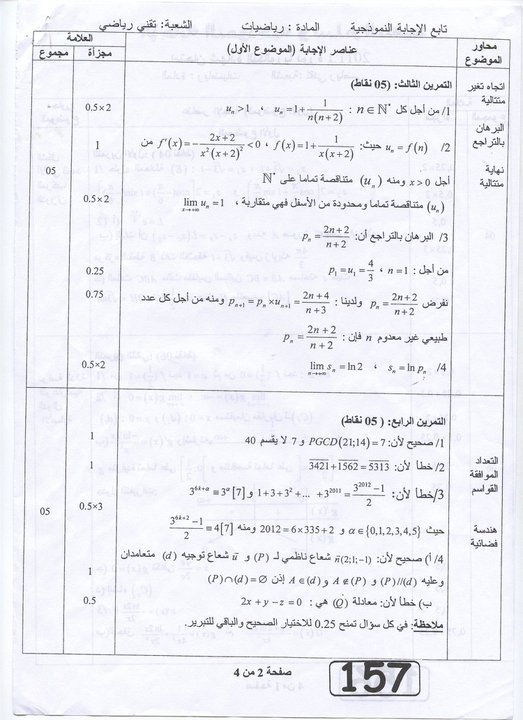 تابع الإجابة النموذجية المادة : رياضيات الشعبة: تقني رياضي
محاور الموضوع عناصر الإجابة (الموضوع الأول) العلامة
مجزأة مجموع
اتجاه تغير متتالية
البرهان بالتراجع
نهاية متتالية
التمرين الثالث: (05 نقاط)
1/ من أجل كل n ∈ ℕ* : u_n = 1 + 1/(n(n+2)) ، u_n > 1 0.5×2
2/ u_n = f(n) حيث: f(x) = 1 + 1/(x(x+2)) ، f'(x) = −(2x+2)/(x²(x+2)²) < 0 من 1
أجل x > 0 ومنه (u_n) متناقصة تماما على ℕ*
05
(u_n) متناقصة تماما ومحدودة من الأسفل فهي متقاربة ، lim u_n = 1 x→+∞ 0.5×2
3/ البرهان بالتراجع أن: p_n = (2n+2)/(n+2)
من أجل : n = 1 ، p_1 = u_1 = 4/3 0.25
نفرض p_n = (2n+2)/(n+2) ولدينا : p_{n+1} = p_n × u_{n+1} = (2n+4)/(n+3) ومنه من أجل كل عدد 0.75
طبيعي غير معدوم n فإن : p_n = (2n+2)/(n+2)
4/ s_n = ln p_n ، lim s_n = ln 2 n→+∞ 0.5×2
التعداد
الموافقة
القواسم
هندسة فضائية
التمرين الرابع: ( 05 نقاط)
1/ صحيح لأن: PGCD(21;14) = 7 و 7 لا يقسم 40 1
2/ خطأ لأن: 3421 + 1562 = 5313 1
3/خطأ لأن: 1+3+3²+... +3^2011 = (3^2012 −1)/2 و 3^(6k+α) ≡ 3^α [7]
حيث α ∈ {0,1,2,3,4,5} و 2012 = 6×335+2 ومنه (3^(6k+2) −1)/2 ≡ 4[7] 0.5×3
05
4/ أ) صحيح لأن: n(2;1;−1) شعاع ناظمي لـ (P) و u شعاع توجيه (d) متعامدان
وعليه (P)//(d) و A ∉ (P) و A ∈ (d) إذن (P)∩(d) = ∅ 1
ب) خطأ لأن: معادلة (Q) هي : 2x + y − z = 0 0.5
ملاحظة: في كل سؤال تمنح 0.25 للاختيار الصحيح والباقي للتبرير.
صفحة 2 من 4
157